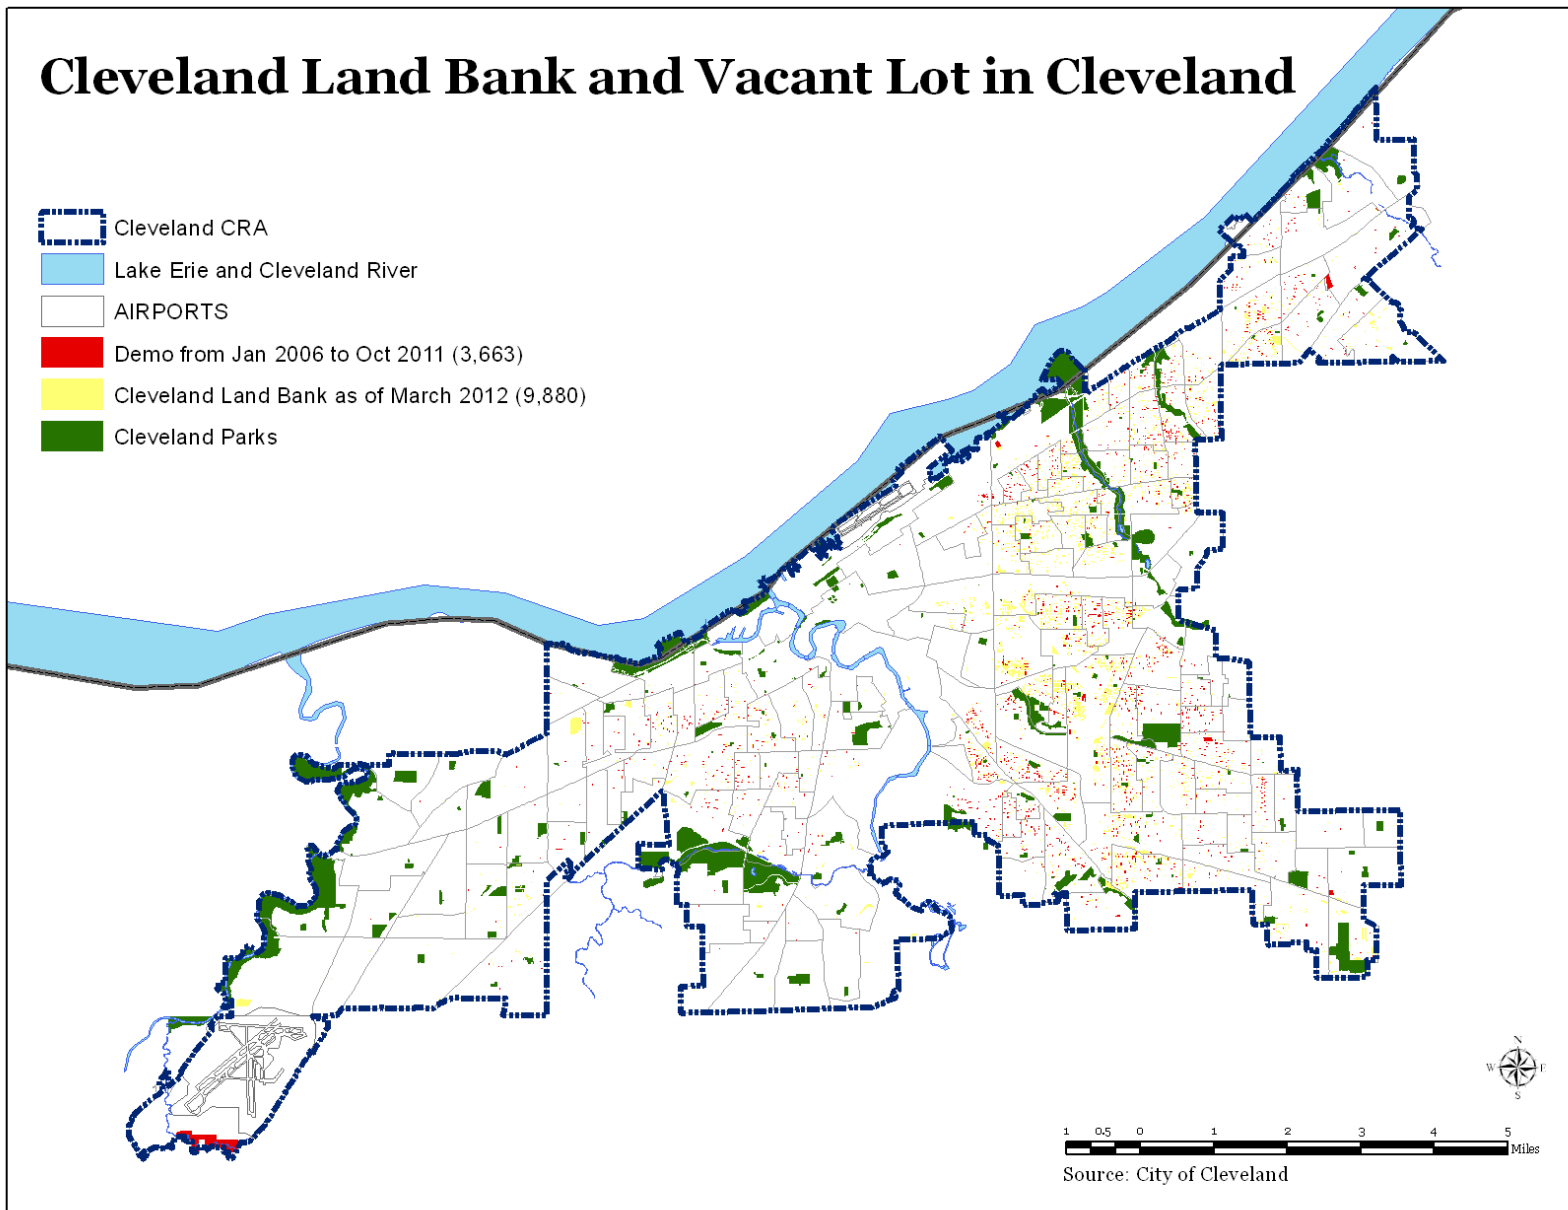 Cleveland Land Bank and Vacant Lot in Cleveland
Cleveland CRA
Lake Erie and Cleveland River
AIRPORTS
Demo from Jan 2006 to Oct 2011 (3,663)
Cleveland Land Bank as of March 2012 (9,880)
Cleveland Parks
N
W E
S
1 0.5 0 1 2 3 4 5
Miles
Source: City of Cleveland